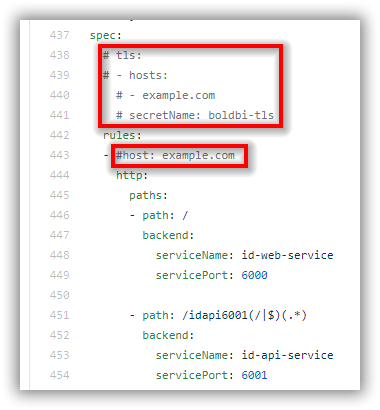 437 spec:
438 # tls:
439 # - hosts:
440 # - example.com
441 # secretName: boldbi-tls
442 rules:
443 - #host: example.com
444 http:
445 paths:
446 - path: /
447 backend:
448 serviceName: id-web-service
449 servicePort: 6000
450
451 - path: /idapi6001(/|$)(.*)
452 backend:
453 serviceName: id-api-service
454 servicePort: 6001